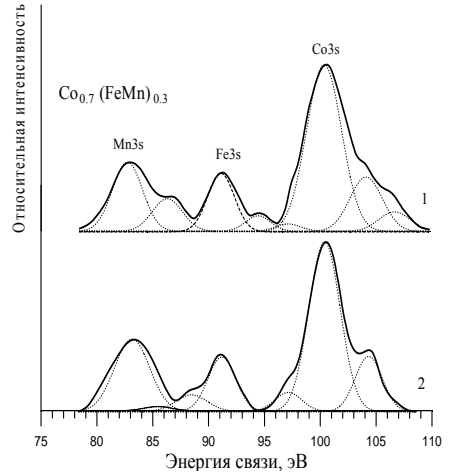 Относительная интенсивность
Co3s
Co0.7 (FeMn)0.3
Mn3s
Fe3s
1
2
75 80 85 90 95 100 105 110
Энергия связи, эВ